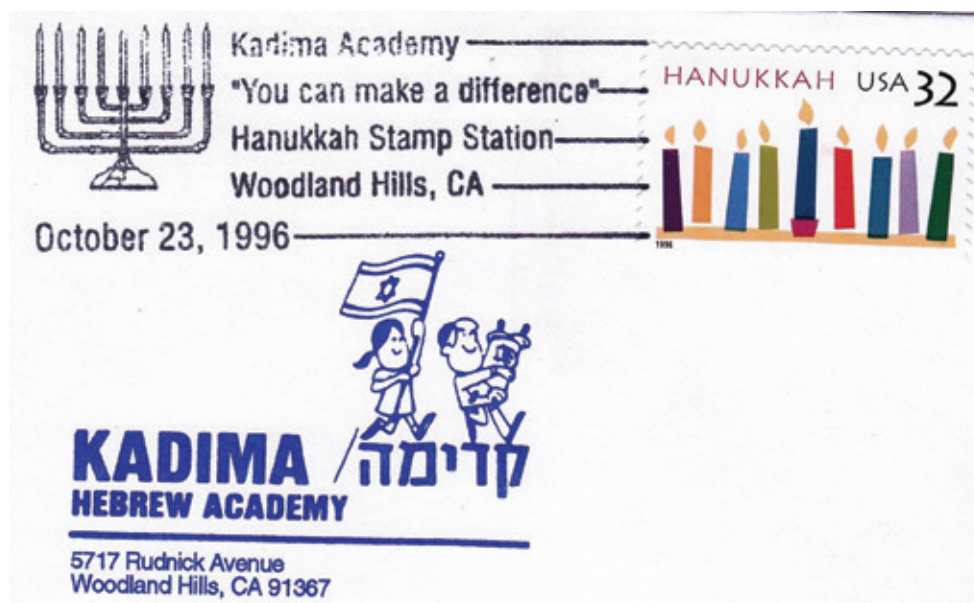 Kadima Academy
"You can make a difference"
Hanukkah Stamp Station
Woodland Hills, CA
October 23, 1996
HANUKKAH USA 32
1996
KADIMA / קדימה
HEBREW ACADEMY
5717 Rudnick Avenue
Woodland Hills, CA 91367